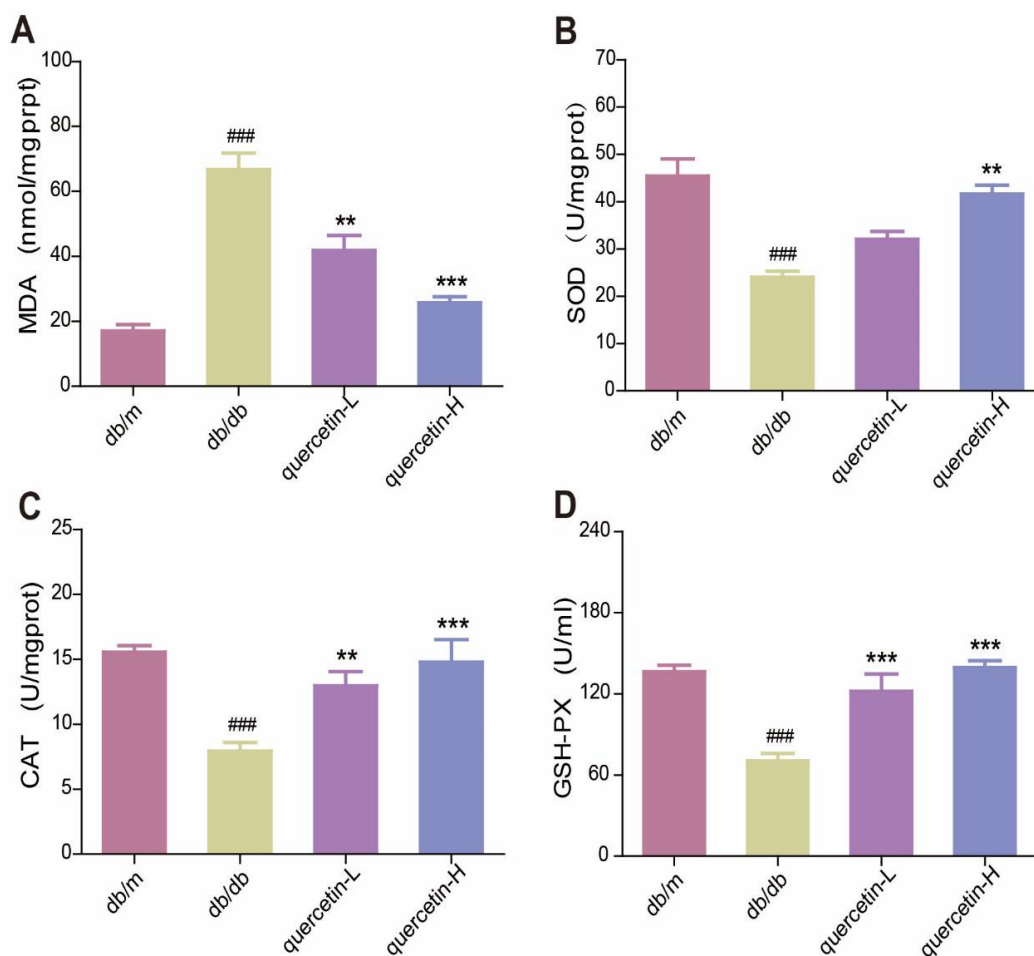 A
MDA (nmol/mgprpt)
100
80
60
40
20
0
###
**
***
db/m
db/db
quercetin-L
quercetin-H
B
SOD (U/mgprot)
70
60
50
40
30
20
10
0
###
**
db/m
db/db
quercetin-L
quercetin-H
C
CAT (U/mgprot)
25
20
15
10
5
0
###
**
***
db/m
db/db
quercetin-L
quercetin-H
D
GSH-PX (U/ml)
240
180
120
60
0
###
***
***
db/m
db/db
quercetin-L
quercetin-H